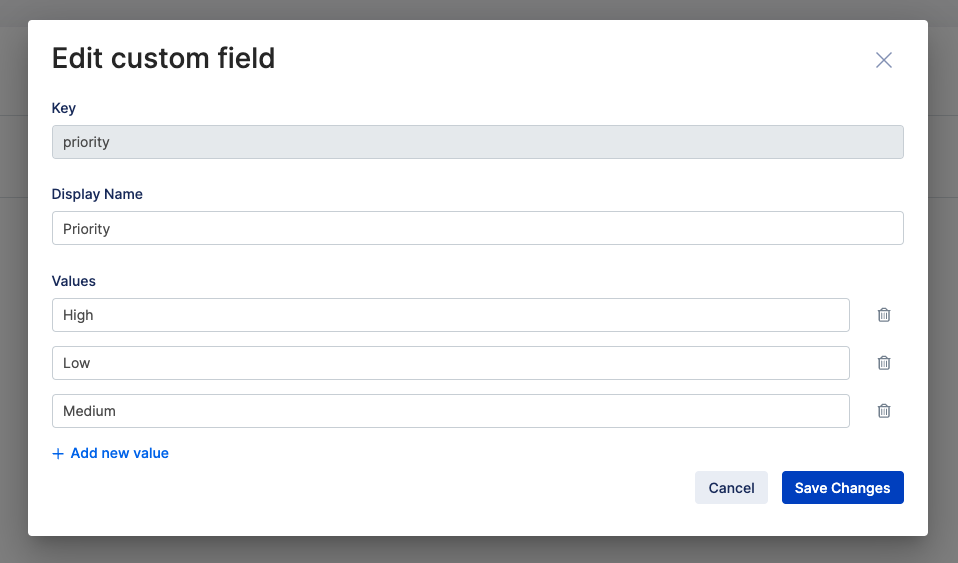 Edit custom field
Key
priority
Display Name
Priority
Values
High
Low
Medium
+ Add new value
Cancel
Save Changes